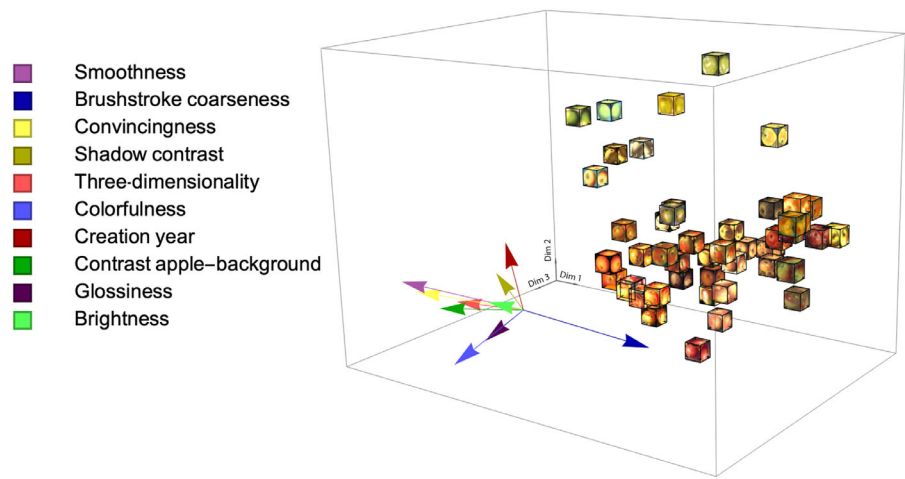 Smoothness
Brushstroke coarseness
Convincingness
Shadow contrast
Three-dimensionality
Colorfulness
Creation year
Contrast apple–background
Glossiness
Brightness
Dim 2
Dim 3
Dim 1